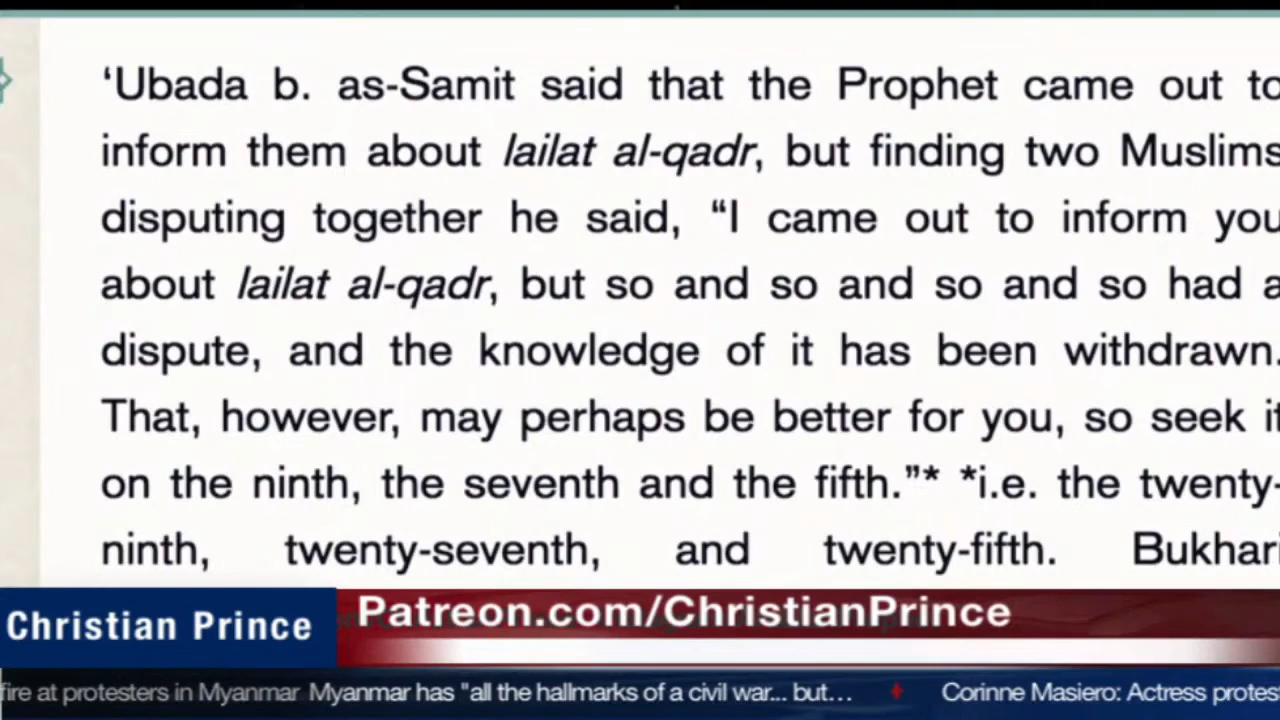 ‘Ubada b. as-Samit said that the Prophet came out to
inform them about lailat al-qadr, but finding two Muslims
disputing together he said, “I came out to inform you
about lailat al-qadr, but so and so and so and so had a
dispute, and the knowledge of it has been withdrawn.
That, however, may perhaps be better for you, so seek it
on the ninth, the seventh and the fifth.”* *i.e. the twenty-
ninth, twenty-seventh, and twenty-fifth. Bukhari
Patreon.com/ChristianPrince
Christian Prince
fire at protesters in Myanmar Myanmar has "all the hallmarks of a civil war... but... ♦ Corinne Masiero: Actress protes